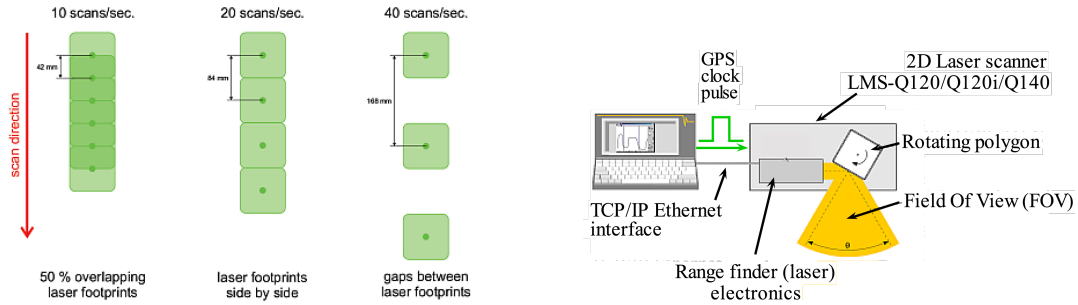 10 scans/sec.
20 scans/sec.
40 scans/sec.
scan direction
42 mm
84 mm
168 mm
50 % overlapping
laser footprints
laser footprints
side by side
gaps between
laser footprints
GPS
clock
pulse
2D Laser scanner
LMS-Q120/Q120i/Q140
Rotating polygon
TCP/IP Ethernet
interface
Field Of View (FOV)
θ
Range finder (laser)
electronics